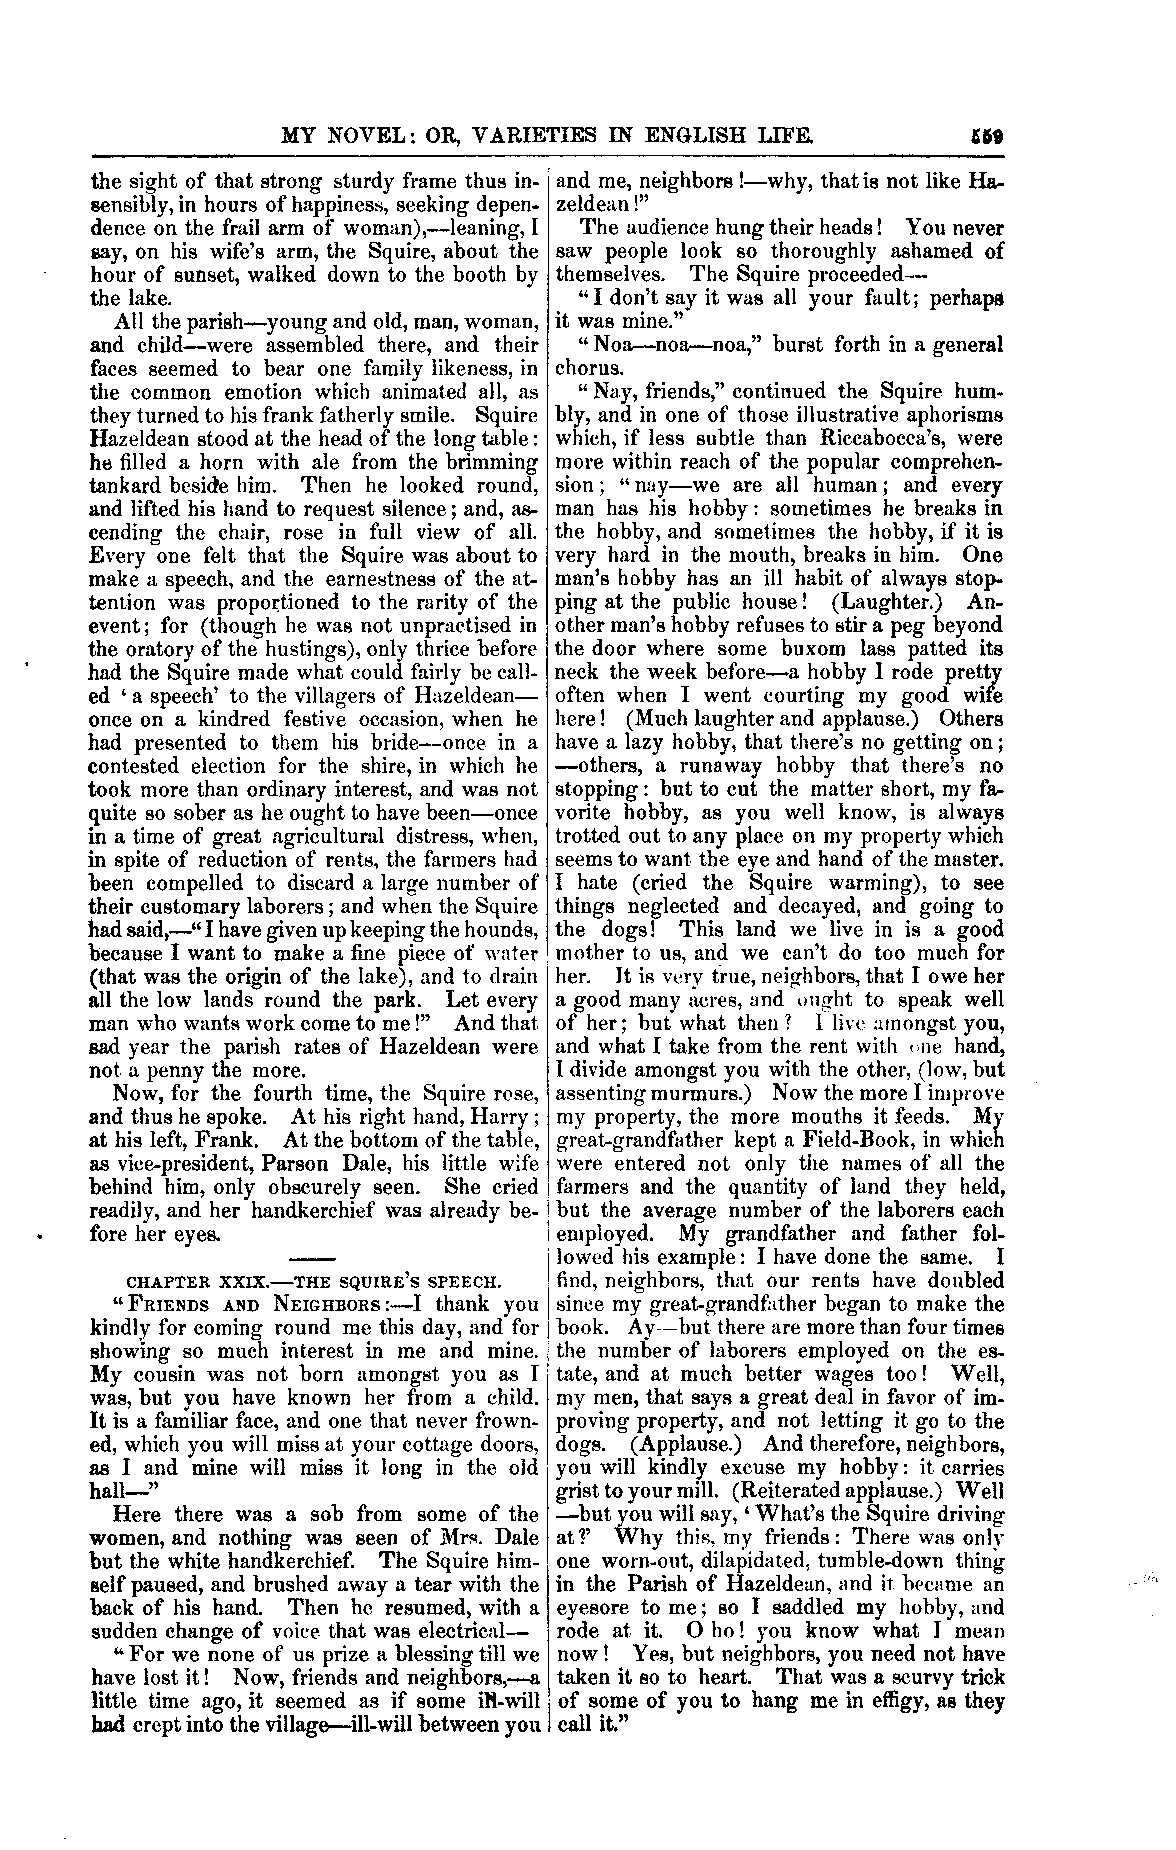 MY NOVEL: OR, VARIETIES IN ENGLISH LIFE. 559
the sight of that strong sturdy frame thus in-
sensibly, in hours of happiness, seeking depen-
dence on the frail arm of woman),—leaning, I
say, on his wife's arm, the Squire, about the
hour of sunset, walked down to the booth by
the lake.
All the parish—young and old, man, woman,
and child—were assembled there, and their
faces seemed to bear one family likeness, in
the common emotion which animated all, as
they turned to his frank fatherly smile. Squire
Hazeldean stood at the head of the long table:
he filled a horn with ale from the brimming
tankard beside him. Then he looked round,
and lifted his hand to request silence; and, as-
cending the chair, rose in full view of all.
Every one felt that the Squire was about to
make a speech, and the earnestness of the at-
tention was proportioned to the rarity of the
event; for (though he was not unpractised in
the oratory of the hustings), only thrice before
had the Squire made what could fairly be call-
ed ‘a speech’ to the villagers of Hazeldean—
once on a kindred festive occasion, when he
had presented to them his bride—once in a
contested election for the shire, in which he
took more than ordinary interest, and was not
quite so sober as he ought to have been—once
in a time of great agricultural distress, when,
in spite of reduction of rents, the farmers had
been compelled to discard a large number of
their customary laborers; and when the Squire
had said,—“I have given up keeping the hounds,
because I want to make a fine piece of water
(that was the origin of the lake), and to drain
all the low lands round the park. Let every
man who wants work come to me!” And that
sad year the parish rates of Hazeldean were
not a penny the more.
Now, for the fourth time, the Squire rose,
and thus he spoke. At his right hand, Harry;
at his left, Frank. At the bottom of the table,
as vice-president, Parson Dale, his little wife
behind him, only obscurely seen. She cried
readily, and her handkerchief was already be-
fore her eyes.
CHAPTER XXIX.—THE SQUIRE'S SPEECH.
“FRIENDS AND NEIGHBORS:—I thank you
kindly for coming round me this day, and for
showing so much interest in me and mine.
My cousin was not born amongst you as I
was, but you have known her from a child.
It is a familiar face, and one that never frown-
ed, which you will miss at your cottage doors,
as I and mine will miss it long in the old
hall—”
Here there was a sob from some of the
women, and nothing was seen of Mrs. Dale
but the white handkerchief. The Squire him-
self paused, and brushed away a tear with the
back of his hand. Then he resumed, with a
sudden change of voice that was electrical—
“For we none of us prize a blessing till we
have lost it! Now, friends and neighbors,—a
little time ago, it seemed as if some ill-will
had crept into the village—ill-will between you
and me, neighbors!—why, that is not like Ha-
zeldean!”
The audience hung their heads! You never
saw people look so thoroughly ashamed of
themselves. The Squire proceeded—
“I don't say it was all your fault; perhaps
it was mine.”
“Noa—noa—noa,” burst forth in a general
chorus.
“Nay, friends,” continued the Squire hum-
bly, and in one of those illustrative aphorisms
which, if less subtle than Riccabocca's, were
more within reach of the popular comprehen-
sion; “nay—we are all human; and every
man has his hobby: sometimes he breaks in
the hobby, and sometimes the hobby, if it is
very hard in the mouth, breaks in him. One
man's hobby has an ill habit of always stop-
ping at the public house! (Laughter.) An-
other man's hobby refuses to stir a peg beyond
the door where some buxom lass patted its
neck the week before—a hobby I rode pretty
often when I went courting my good wife
here! (Much laughter and applause.) Others
have a lazy hobby, that there's no getting on;
—others, a runaway hobby that there's no
stopping: but to cut the matter short, my fa-
vorite hobby, as you well know, is always
trotted out to any place on my property which
seems to want the eye and hand of the master.
I hate (cried the Squire warming), to see
things neglected and decayed, and going to
the dogs! This land we live in is a good
mother to us, and we can't do too much for
her. It is very true, neighbors, that I owe her
a good many acres, and ought to speak well
of her; but what then? I live amongst you,
and what I take from the rent with one hand,
I divide amongst you with the other, (low, but
assenting murmurs.) Now the more I improve
my property, the more mouths it feeds. My
great-grandfather kept a Field-Book, in which
were entered not only the names of all the
farmers and the quantity of land they held,
but the average number of the laborers each
employed. My grandfather and father fol-
lowed his example: I have done the same. I
find, neighbors, that our rents have doubled
since my great-grandfather began to make the
book. Ay—but there are more than four times
the number of laborers employed on the es-
tate, and at much better wages too! Well,
my men, that says a great deal in favor of im-
proving property, and not letting it go to the
dogs. (Applause.) And therefore, neighbors,
you will kindly excuse my hobby: it carries
grist to your mill. (Reiterated applause.) Well
—but you will say, ‘What's the Squire driving
at?’ Why this, my friends: There was only
one worn-out, dilapidated, tumble-down thing
in the Parish of Hazeldean, and it became an
eyesore to me; so I saddled my hobby, and
rode at it. O ho! you know what I mean
now! Yes, but neighbors, you need not have
taken it so to heart. That was a scurvy trick
of some of you to hang me in effigy, as they
call it.”